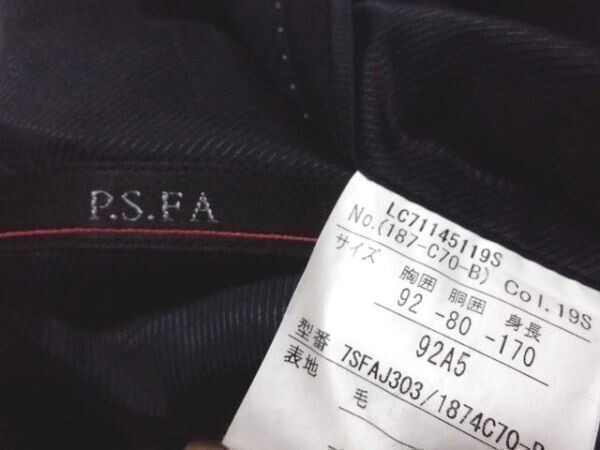 P.S.FA
LC71145119S
No.(187-C70-B) Col.19S
サイズ
胸囲 胴囲 身長
92 -80 -170
92A5
型番 7SFAJ303/1874C70-B
表地
毛